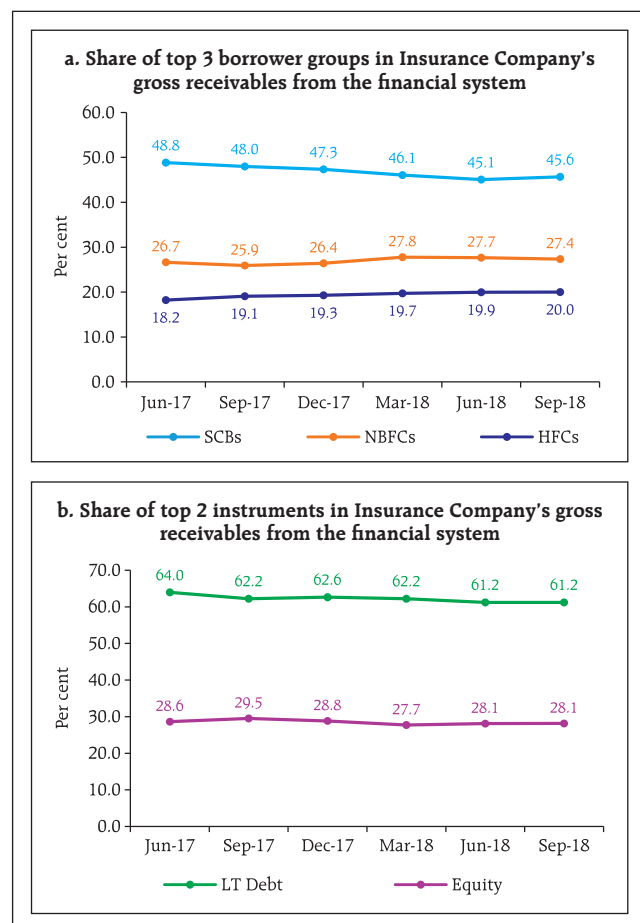 a. Share of top 3 borrower groups in Insurance Company's
gross receivables from the financial system
Per cent
60.0
50.0
40.0
30.0
20.0
10.0
0.0
48.8 48.0 47.3 46.1 45.1 45.6
26.7 25.9 26.4 27.8 27.7 27.4
18.2 19.1 19.3 19.7 19.9 20.0
Jun-17 Sep-17 Dec-17 Mar-18 Jun-18 Sep-18
SCBs NBFCs HFCs
b. Share of top 2 instruments in Insurance Company's gross
receivables from the financial system
Per cent
70.0
60.0
50.0
40.0
30.0
20.0
10.0
0.0
64.0 62.2 62.6 62.2 61.2 61.2
28.6 29.5 28.8 27.7 28.1 28.1
Jun-17 Sep-17 Dec-17 Mar-18 Jun-18 Sep-18
LT Debt Equity